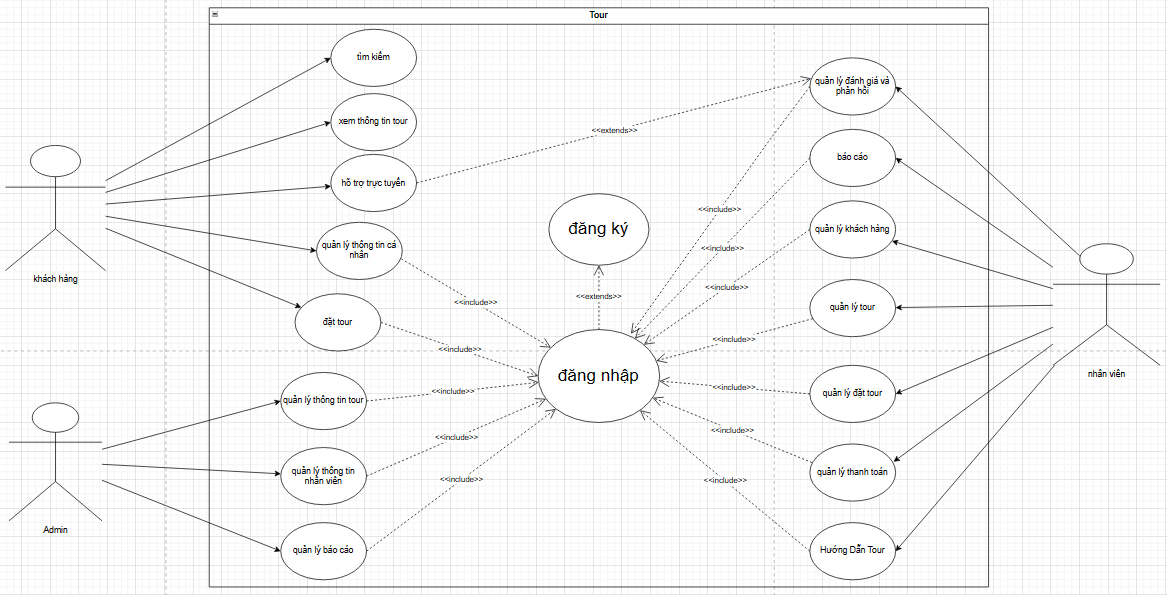 Tour
tìm kiếm
xem thông tin tour
hỗ trợ trực tuyến
quản lý thông tin cá
nhân
đặt tour
khách hàng
quản lý thông tin tour
quản lý thông tin
nhân viên
quản lý báo cáo
Admin
<<extends>>
đăng ký
<<extends>>
đăng nhập
<<include>>
<<include>>
<<include>>
<<include>>
<<include>>
<<include>>
<<include>>
<<include>>
<<include>>
<<include>>
<<include>>
<<include>>
quản lý đánh giá và
phản hồi
báo cáo
quản lý khách hàng
quản lý tour
quản lý đặt tour
quản lý thanh toán
Hướng Dẫn Tour
nhân viên